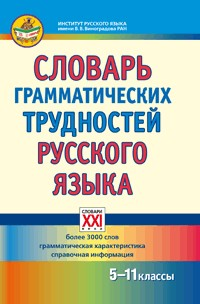 ИНСТИТУТ РУССКОГО ЯЗЫКА
имени В. В. Виноградова РАН
СЛОВАРЬ
ГРАММАТИЧЕСКИХ
ТРУДНОСТЕЙ
РУССКОГО
ЯЗЫКА
СЛОВАРИ
XXI
ВЕКА
более 3000 слов
грамматическая характеристика
справочная информация
5–11 классы